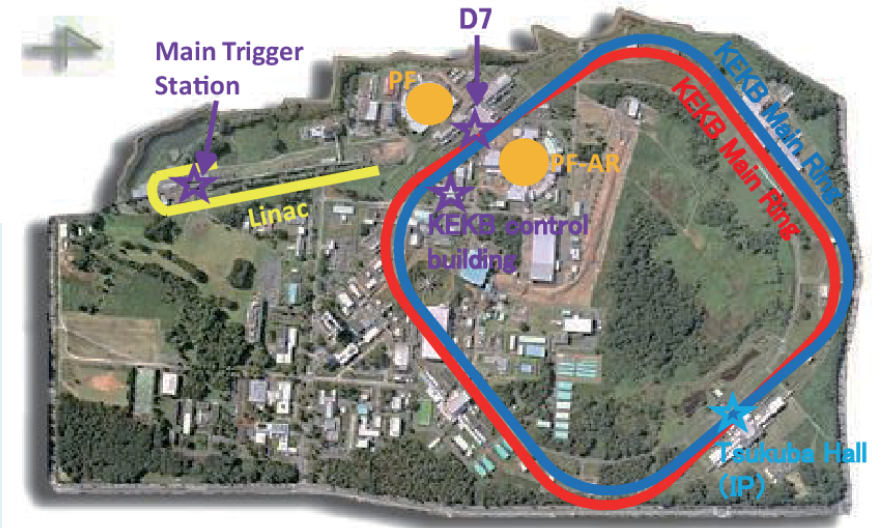 D7
Main Trigger
Station
PF
KEKB Main Ring
KEKB Main Ring
PF-AR
Linac
KEKB control
building
Tsukuba Hall
(IP)